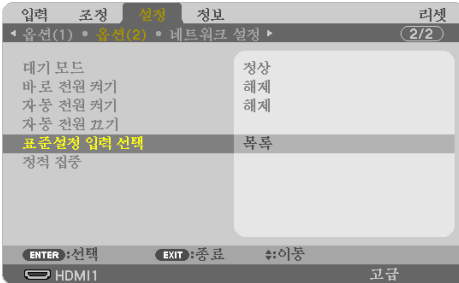 입력 조정 설정 정보 리셋
◂ 옵션(1) • 옵션(2) • 네트워크 설정 ▸ 2/2
대기 모드 정상
바로 전원 켜기 해제
자동 전원 켜기 해제
자동 전원 끄기
표준설정 입력 선택 목록
정적 집중
ENTER :선택 EXIT :종료 :이동
HDMI1 고급